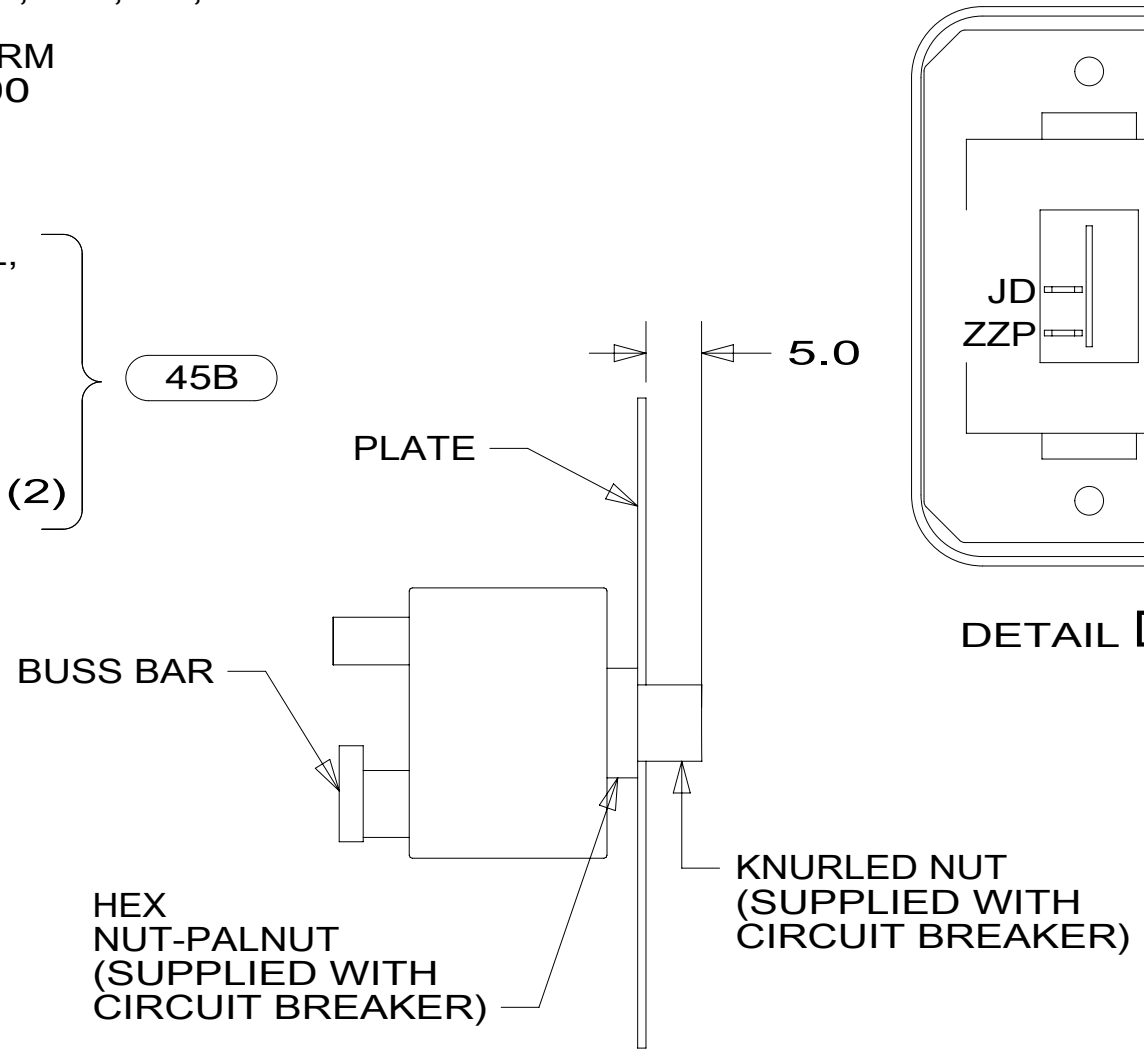 RM
JD
ZZP
45B
5.0
PLATE
(2)
DETAIL
BUSS BAR
KNURLED NUT
(SUPPLIED WITH
CIRCUIT BREAKER)
HEX
NUT-PALNUT
(SUPPLIED WITH
CIRCUIT BREAKER)